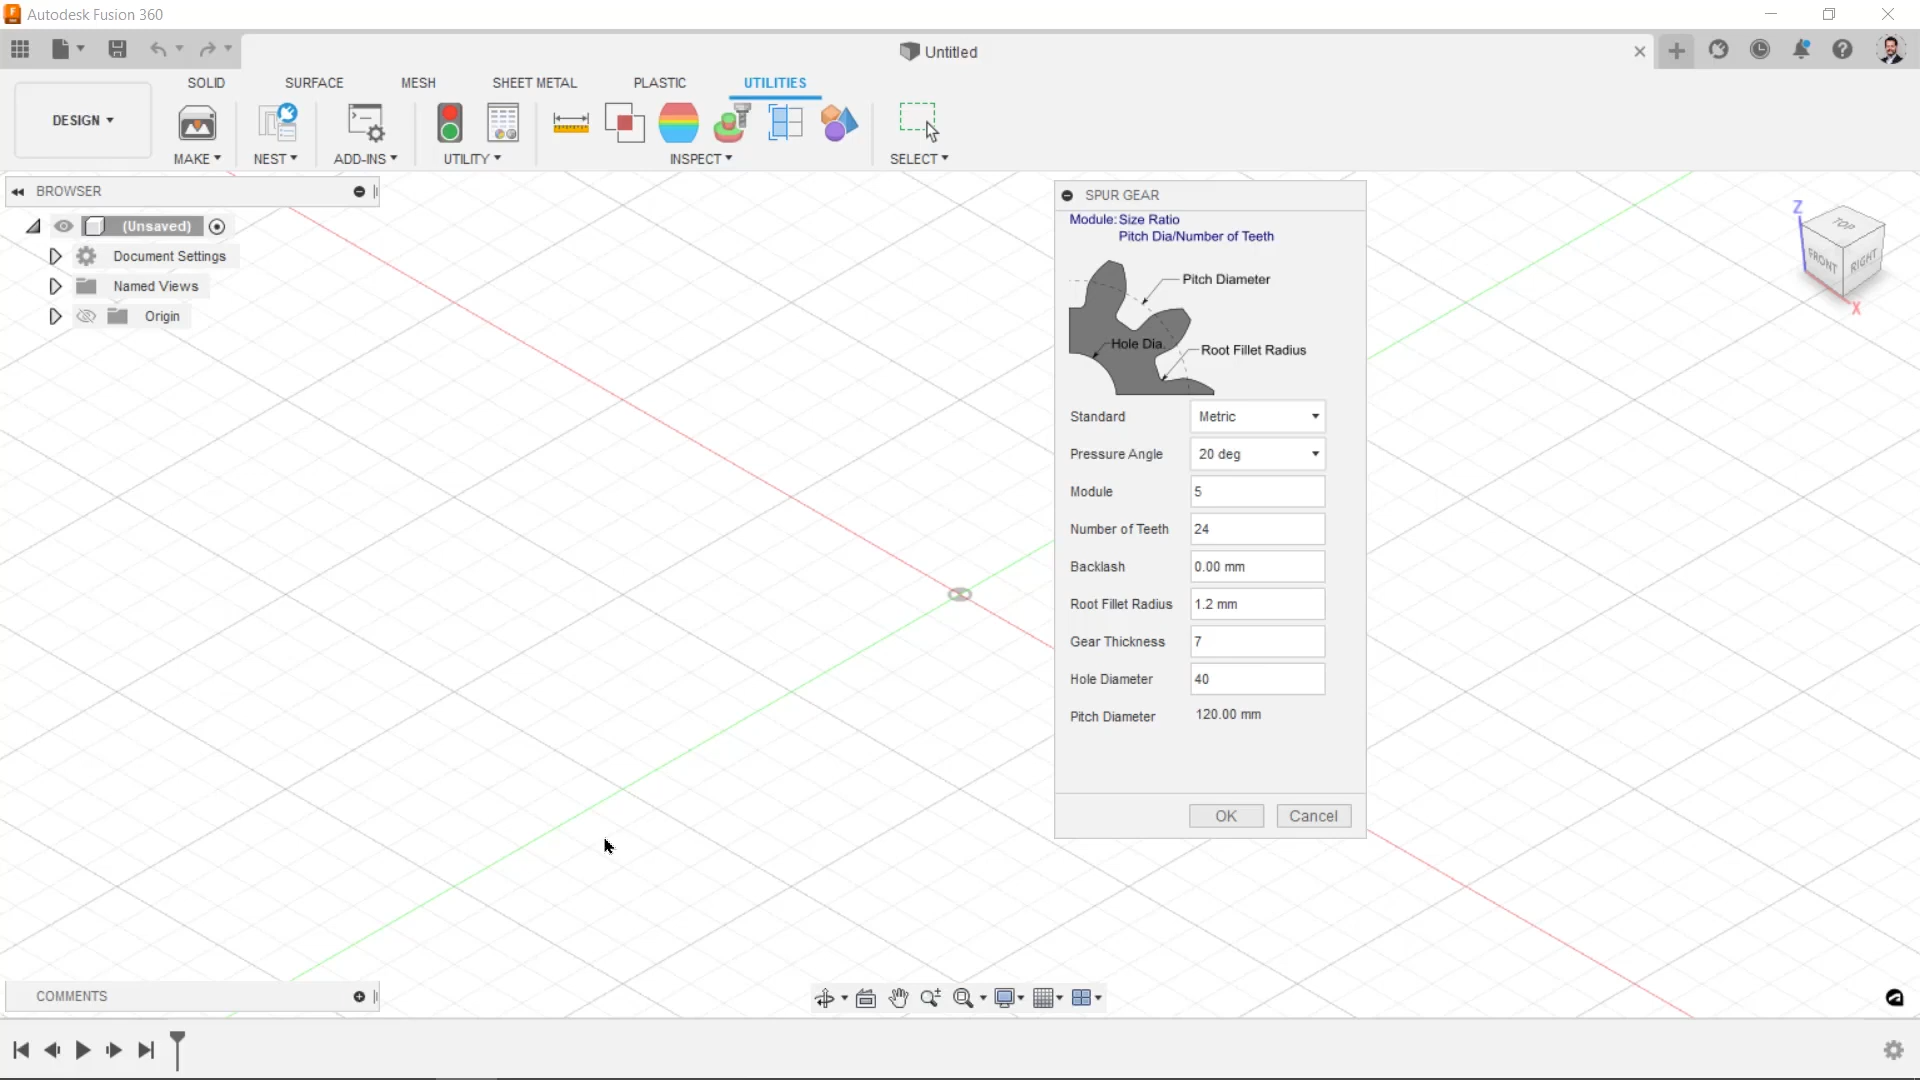 Autodesk Fusion 360
Untitled
SOLID
SURFACE
MESH
SHEET METAL
PLASTIC
UTILITIES
DESIGN
MAKE
NEST
ADD-INS
UTILITY
INSPECT
SELECT
BROWSER
(Unsaved)
Document Settings
Named Views
Origin
SPUR GEAR
Module: Size Ratio
Pitch Dia/Number of Teeth
Pitch Diameter
Hole Dia.
Root Fillet Radius
Standard Metric
Pressure Angle 20 deg
Module 5
Number of Teeth 24
Backlash 0.00 mm
Root Fillet Radius 1.2 mm
Gear Thickness 7
Hole Diameter 40
Pitch Diameter 120.00 mm
OK Cancel
Z
TOP
FRONT
RIGHT
X
COMMENTS